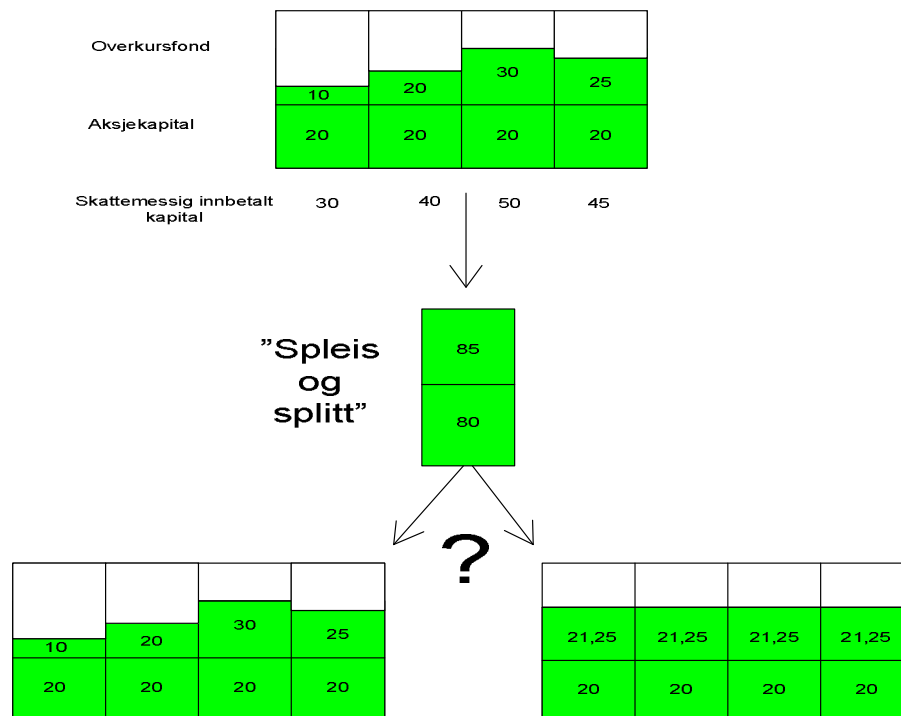 Overkursfond
10 20 30 25
Aksjekapital
20 20 20 20
Skattemessig innbetalt
kapital
30 40 50 45
"Spleis
og
splitt"
85
80
?
10 20 30 25
20 20 20 20
21,25 21,25 21,25 21,25
20 20 20 20